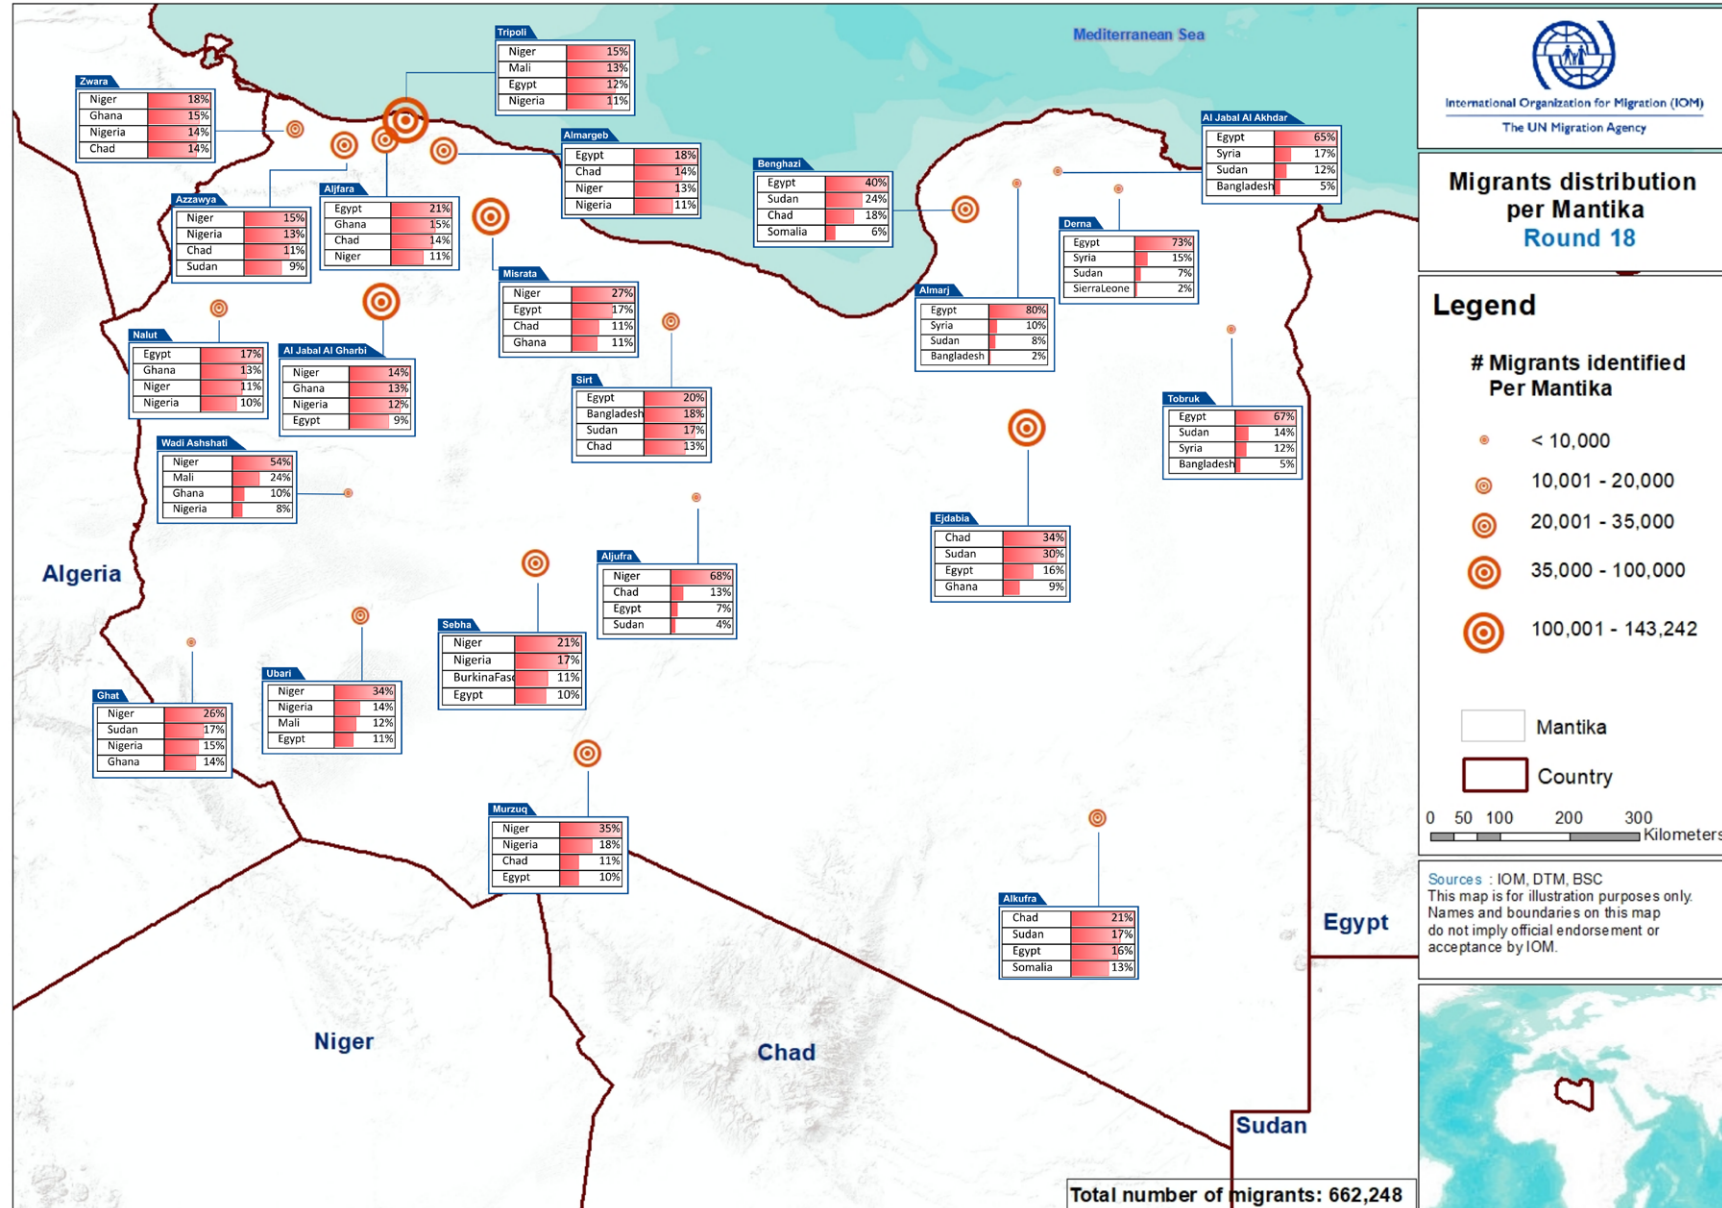 Mediterranean Sea
Tripoli
Niger 15%
Mali 13%
Egypt 12%
Nigeria 11%
Zwara
Niger 18%
Ghana 15%
Nigeria 14%
Chad 14%
Almargeb
Egypt 18%
Chad 14%
Niger 13%
Nigeria 11%
Azzawya
Niger 15%
Nigeria 13%
Chad 11%
Sudan 9%
Aljfara
Egypt 21%
Ghana 15%
Chad 14%
Niger 11%
Benghazi
Egypt 40%
Sudan 24%
Chad 18%
Somalia 6%
Al Jabal Al Akhdar
Egypt 65%
Syria 17%
Sudan 12%
Bangladesh 5%
Derna
Egypt 73%
Syria 15%
Sudan 7%
SierraLeone 2%
Misrata
Niger 27%
Egypt 17%
Chad 11%
Ghana 11%
Almarj
Egypt 80%
Syria 10%
Sudan 8%
Bangladesh 2%
Nalut
Egypt 17%
Ghana 13%
Niger 11%
Nigeria 10%
Al Jabal Al Gharbi
Niger 14%
Ghana 13%
Nigeria 12%
Egypt 9%
Sirt
Egypt 20%
Bangladesh 18%
Sudan 17%
Chad 13%
Tobruk
Egypt 67%
Sudan 14%
Syria 12%
Bangladesh 5%
Wadi Ashshati
Niger 54%
Mali 24%
Ghana 10%
Nigeria 8%
Ejdabia
Chad 34%
Sudan 30%
Egypt 16%
Ghana 9%
Aljufra
Niger 68%
Chad 13%
Egypt 7%
Sudan 4%
Algeria
Sebha
Niger 21%
Nigeria 17%
BurkinaFaso 11%
Egypt 10%
Ubari
Niger 34%
Nigeria 14%
Mali 12%
Egypt 11%
Ghat
Niger 26%
Sudan 17%
Nigeria 15%
Ghana 14%
Murzuq
Niger 35%
Nigeria 18%
Chad 11%
Egypt 10%
Alkufra
Chad 21%
Sudan 17%
Egypt 16%
Somalia 13%
Egypt
Niger
Chad
Sudan
Total number of migrants: 662,248
International Organization for Migration (IOM)
The UN Migration Agency
Migrants distribution
per Mantika
Round 18
Legend
# Migrants identified
Per Mantika
< 10,000
10,001 - 20,000
20,001 - 35,000
35,000 - 100,000
100,001 - 143,242
Mantika
Country
0 50 100 200 300
Kilometers
Sources : IOM, DTM, BSC
This map is for illustration purposes only.
Names and boundaries on this map
do not imply official endorsement or
acceptance by IOM.